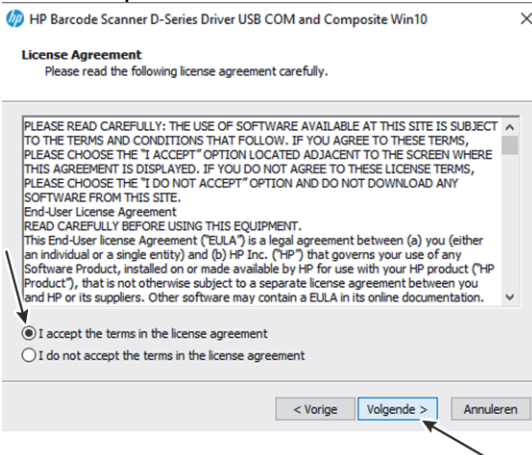 HP Barcode Scanner D-Series Driver USB COM and Composite Win10
License Agreement
Please read the following license agreement carefully.
PLEASE READ CAREFULLY: THE USE OF SOFTWARE AVAILABLE AT THIS SITE IS SUBJECT
TO THE TERMS AND CONDITIONS THAT FOLLOW. IF YOU AGREE TO THESE TERMS,
PLEASE CHOOSE THE "I ACCEPT" OPTION LOCATED ADJACENT TO THE SCREEN WHERE
THIS AGREEMENT IS DISPLAYED. IF YOU DO NOT AGREE TO THESE LICENSE TERMS,
PLEASE CHOOSE THE "I DO NOT ACCEPT" OPTION AND DO NOT DOWNLOAD ANY
SOFTWARE FROM THIS SITE.
End-User License Agreement
READ CAREFULLY BEFORE USING THIS EQUIPMENT.
This End-User license Agreement ("EULA") is a legal agreement between (a) you (either
an individual or a single entity) and (b) HP Inc. ("HP") that governs your use of any
Software Product, installed on or made available by HP for use with your HP product ("HP
Product"), that is not otherwise subject to a separate license agreement between you
and HP or its suppliers. Other software may contain a EULA in its online documentation.
I accept the terms in the license agreement
I do not accept the terms in the license agreement
< Vorige Volgende > Annuleren